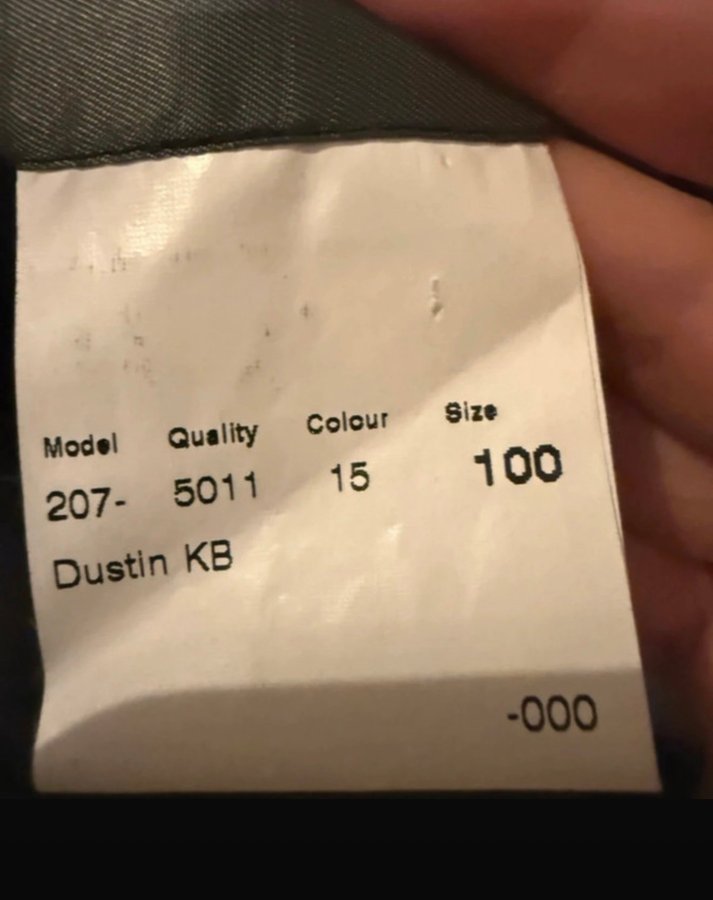 Model Quality Colour Size
207- 5011 15 100
Dustin KB
-000